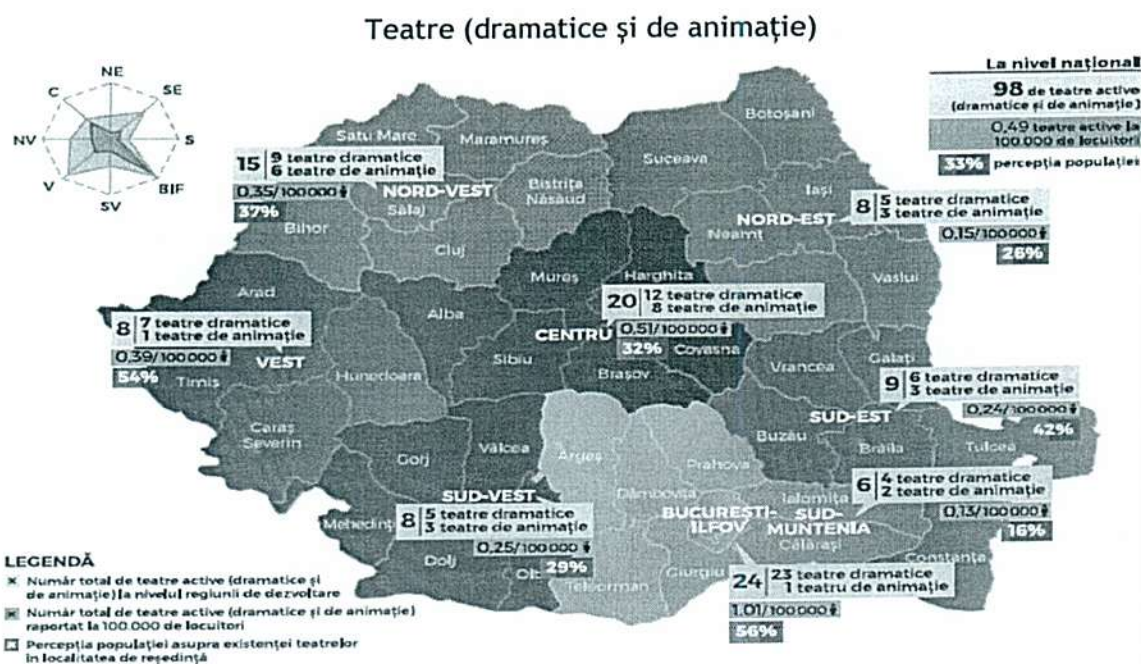 Teatre (dramatice și de animație)
NE
SE
S
BIF
SV
V
NV
C
La nivel național
98 de teatre active
(dramatice și de animație)
0,49 teatre active la
100.000 de locuitori
33% percepția populației
Botoșani
Satu Mare
Maramureș
Suceava
15 9 teatre dramatice
6 teatre de animație
0,35/100 000
37%
NORD-VEST
Sălaj
Bistrița
Năsăud
Iași
8 5 teatre dramatice
3 teatre de animație
0,15/100000
26%
NORD-EST
Neamț
Bihor
Cluj
Mureș
Harghita
Vaslui
Arad
Alba
20 12 teatre dramatice
8 teatre de animație
0,51/100000
32%
CENTRU
Covasna
Sibiu
Brașov
8 7 teatre dramatice
1 teatre de animație
0,39/100000
54%
VEST
Timiș
Hunedoara
Vrancea
Galați
9 6 teatre dramatice
3 teatre de animație
0,24/100000
42%
SUD-EST
Caraș
Severin
Gorj
Vâlcea
Argeș
Prahova
Buzău
Brăila
Tulcea
Dâmbovița
Ialomița
6 4 teatre dramatice
2 teatre de animație
0,13/100000
16%
SUD-VEST
8 5 teatre dramatice
3 teatre de animație
0,25/100000
29%
BUCUREȘTI-
ILFOV
SUD-
MUNTENIA
Călărași
Mehedinți
Dolj
Olt
Teleorman
Giurgiu
Constanța
24 23 teatre dramatice
1 teatru de animație
1.01/100000
56%
LEGENDĂ
Număr total de teatre active (dramatice și
de animație) la nivelul regiunii de dezvoltare
Număr total de teatre active (dramatice și de animație)
raportat la 100.000 de locuitori
Percepția populației asupra existenței teatrelor
în localitatea de reședință